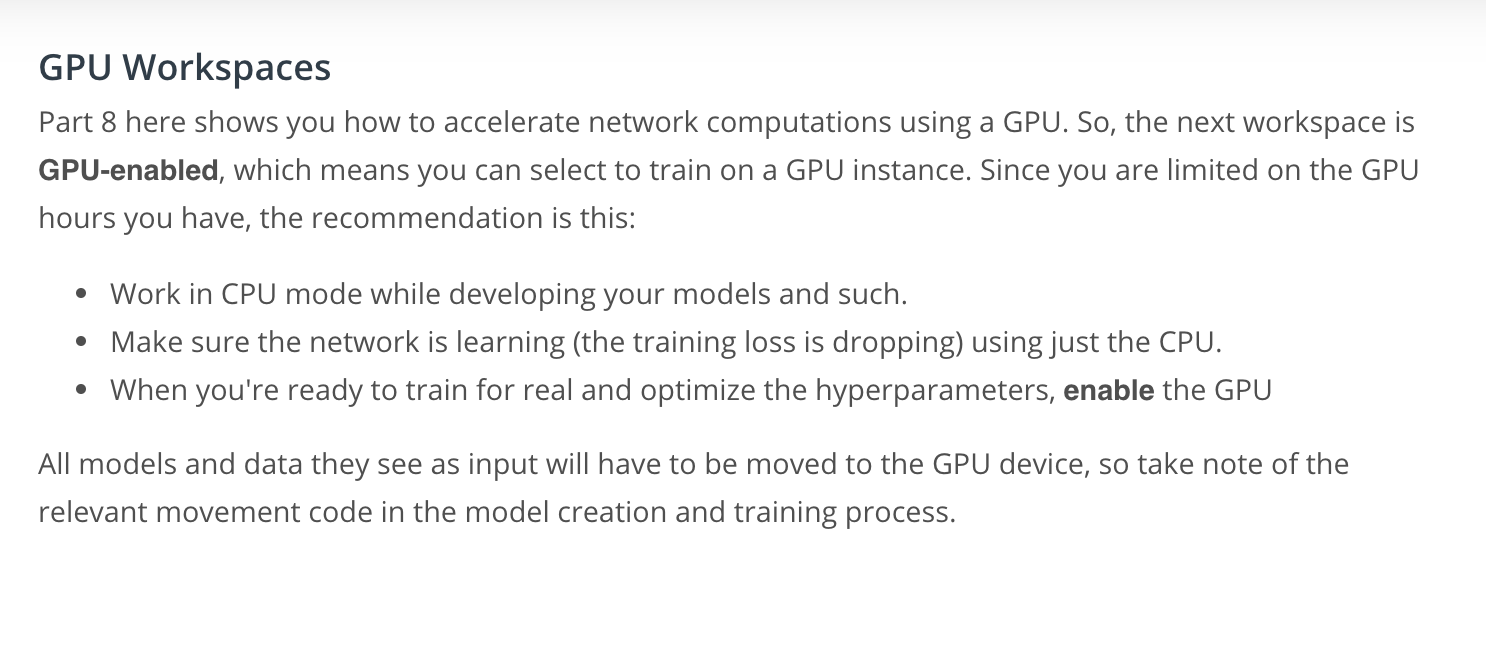 GPU Workspaces
Part 8 here shows you how to accelerate network computations using a GPU. So, the next workspace is
GPU-enabled, which means you can select to train on a GPU instance. Since you are limited on the GPU
hours you have, the recommendation is this:
• Work in CPU mode while developing your models and such.
• Make sure the network is learning (the training loss is dropping) using just the CPU.
• When you're ready to train for real and optimize the hyperparameters, enable the GPU
All models and data they see as input will have to be moved to the GPU device, so take note of the
relevant movement code in the model creation and training process.